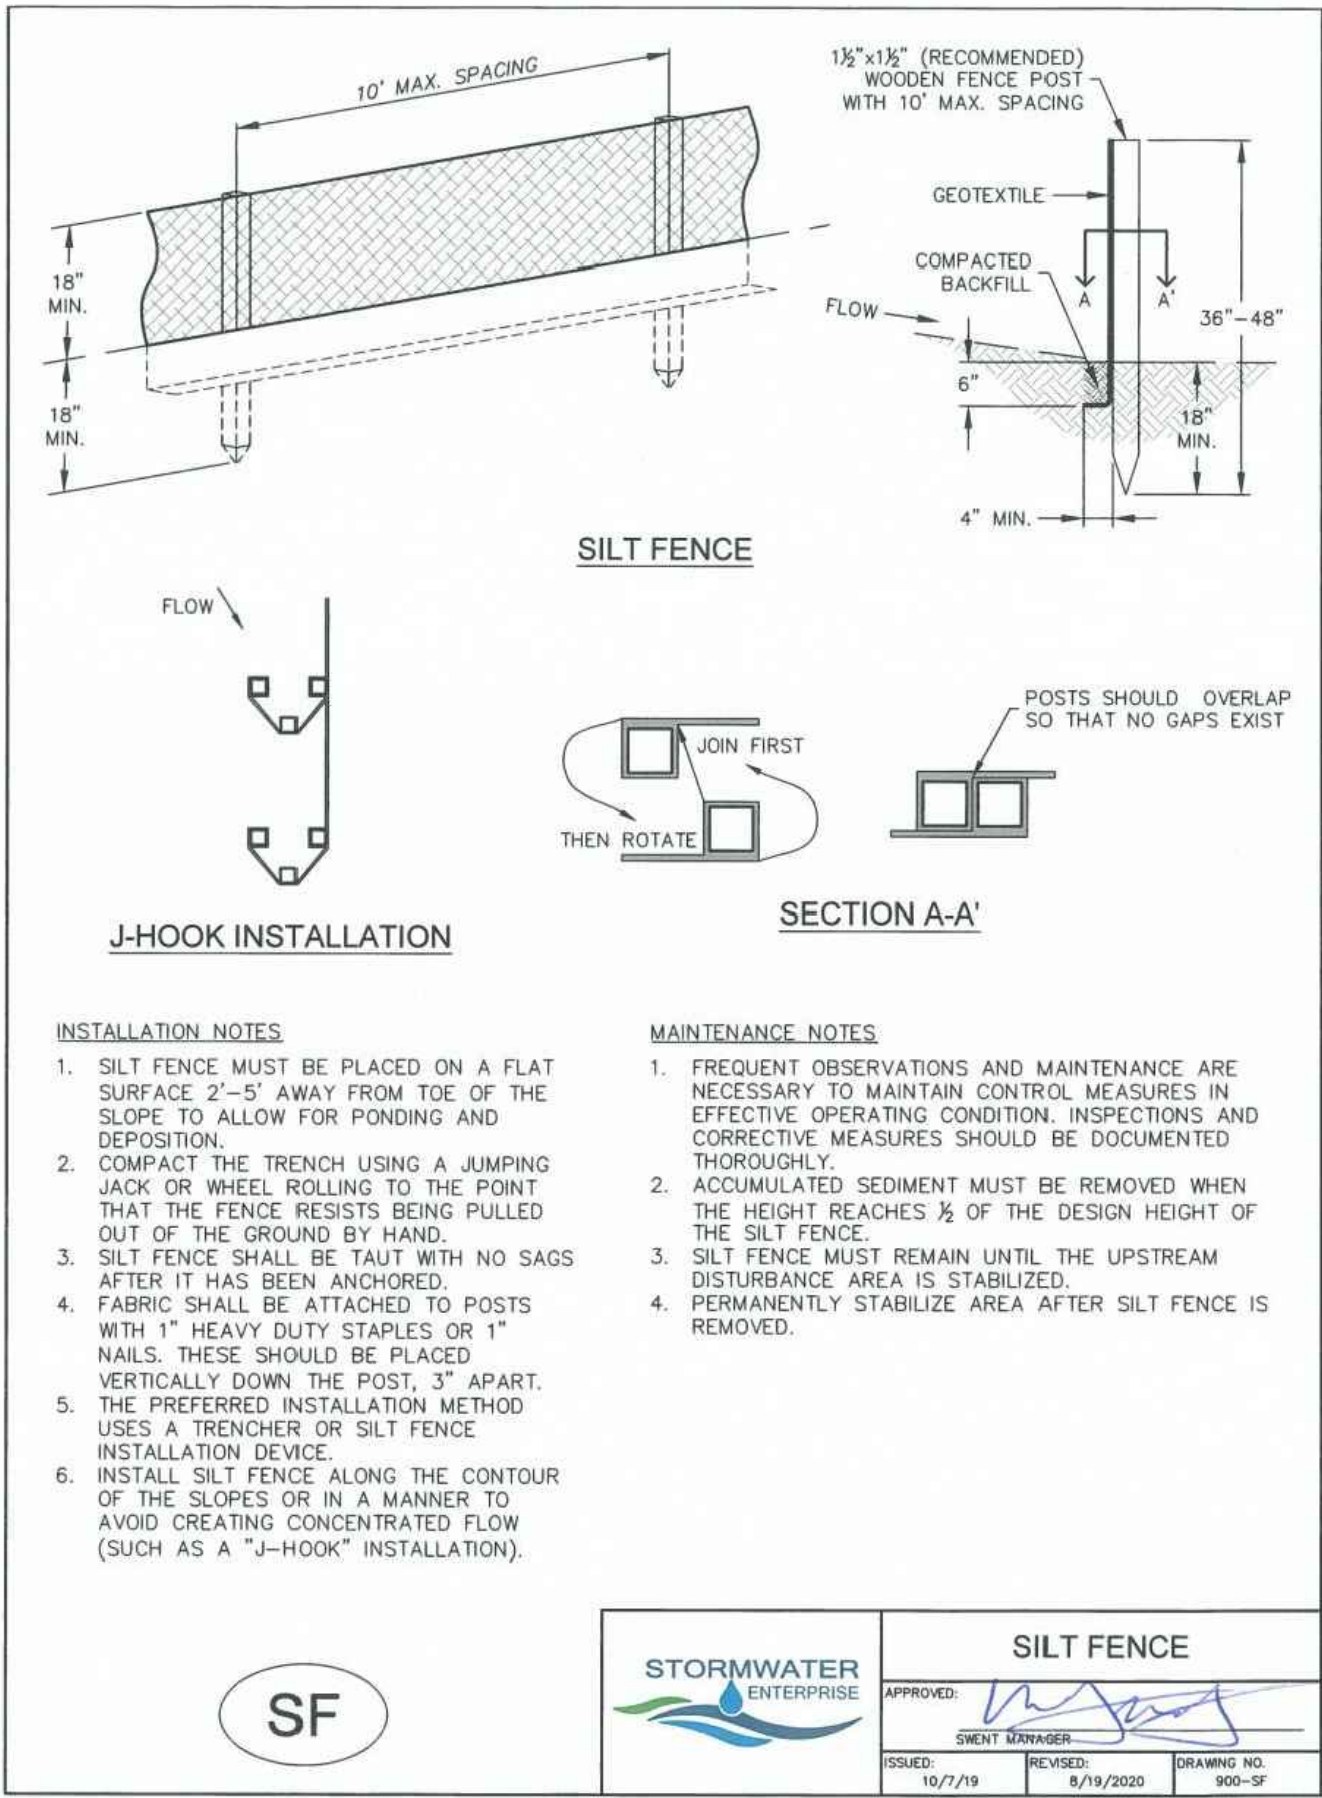 10' MAX. SPACING
18"
MIN.
18"
MIN.
1½"x1½" (RECOMMENDED)
WOODEN FENCE POST
WITH 10' MAX. SPACING
GEOTEXTILE
COMPACTED
BACKFILL
FLOW
A
A'
36"-48"
6"
18"
MIN.
4" MIN.
SILT FENCE
FLOW
J-HOOK INSTALLATION
JOIN FIRST
THEN ROTATE
POSTS SHOULD OVERLAP
SO THAT NO GAPS EXIST
SECTION A-A'
INSTALLATION NOTES
1. SILT FENCE MUST BE PLACED ON A FLAT
SURFACE 2'-5' AWAY FROM TOE OF THE
SLOPE TO ALLOW FOR PONDING AND
DEPOSITION.
2. COMPACT THE TRENCH USING A JUMPING
JACK OR WHEEL ROLLING TO THE POINT
THAT THE FENCE RESISTS BEING PULLED
OUT OF THE GROUND BY HAND.
3. SILT FENCE SHALL BE TAUT WITH NO SAGS
AFTER IT HAS BEEN ANCHORED.
4. FABRIC SHALL BE ATTACHED TO POSTS
WITH 1" HEAVY DUTY STAPLES OR 1"
NAILS. THESE SHOULD BE PLACED
VERTICALLY DOWN THE POST, 3" APART.
5. THE PREFERRED INSTALLATION METHOD
USES A TRENCHER OR SILT FENCE
INSTALLATION DEVICE.
6. INSTALL SILT FENCE ALONG THE CONTOUR
OF THE SLOPES OR IN A MANNER TO
AVOID CREATING CONCENTRATED FLOW
(SUCH AS A "J-HOOK" INSTALLATION).
MAINTENANCE NOTES
1. FREQUENT OBSERVATIONS AND MAINTENANCE ARE
NECESSARY TO MAINTAIN CONTROL MEASURES IN
EFFECTIVE OPERATING CONDITION. INSPECTIONS AND
CORRECTIVE MEASURES SHOULD BE DOCUMENTED
THOROUGHLY.
2. ACCUMULATED SEDIMENT MUST BE REMOVED WHEN
THE HEIGHT REACHES ½ OF THE DESIGN HEIGHT OF
THE SILT FENCE.
3. SILT FENCE MUST REMAIN UNTIL THE UPSTREAM
DISTURBANCE AREA IS STABILIZED.
4. PERMANENTLY STABILIZE AREA AFTER SILT FENCE IS
REMOVED.
SF
STORMWATER
ENTERPRISE
SILT FENCE
APPROVED:
SWENT MANAGER
ISSUED:
10/7/19
REVISED:
8/19/2020
DRAWING NO.
900-SF